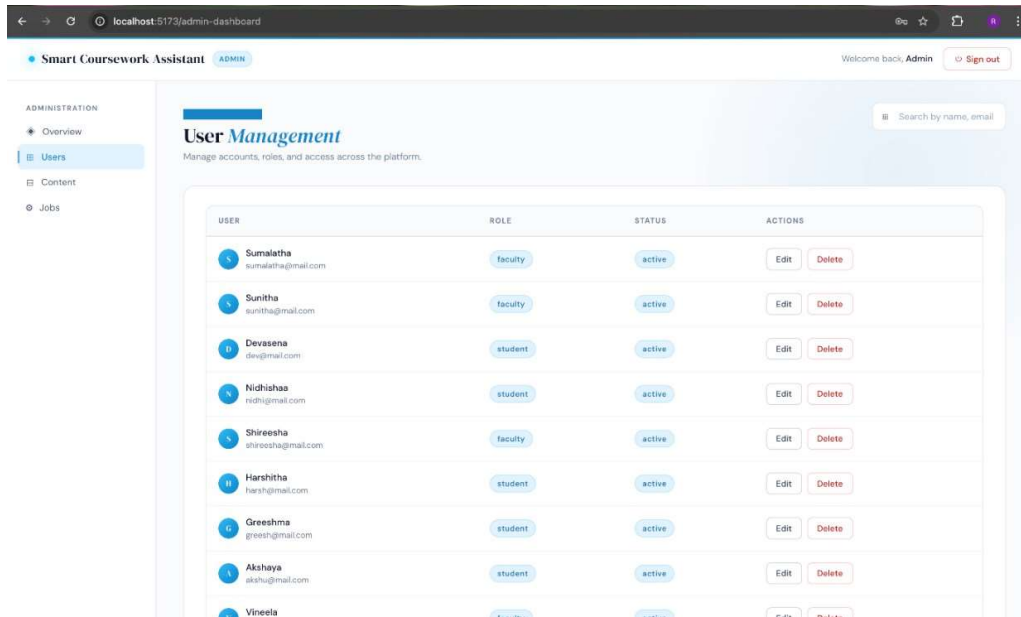 localhost:5173/admin-dashboard
Smart Coursework Assistant ADMIN
Welcome back, Admin
Sign out
ADMINISTRATION
Overview
Users
Content
Jobs
User Management
Manage accounts, roles, and access across the platform.
Search by name, email
USER ROLE STATUS ACTIONS
S Sumalatha
sumalatha@mail.com
faculty active Edit Delete
S Sunitha
sunitha@mail.com
faculty active Edit Delete
D Devasena
dev@mail.com
student active Edit Delete
N Nidhishaa
nidhi@mail.com
student active Edit Delete
S Shireesha
shireesha@mail.com
faculty active Edit Delete
H Harshitha
harsh@mail.com
student active Edit Delete
G Greeshma
greesh@mail.com
student active Edit Delete
A Akshaya
akshu@mail.com
student active Edit Delete
Vineela
faculty active Edit Delete